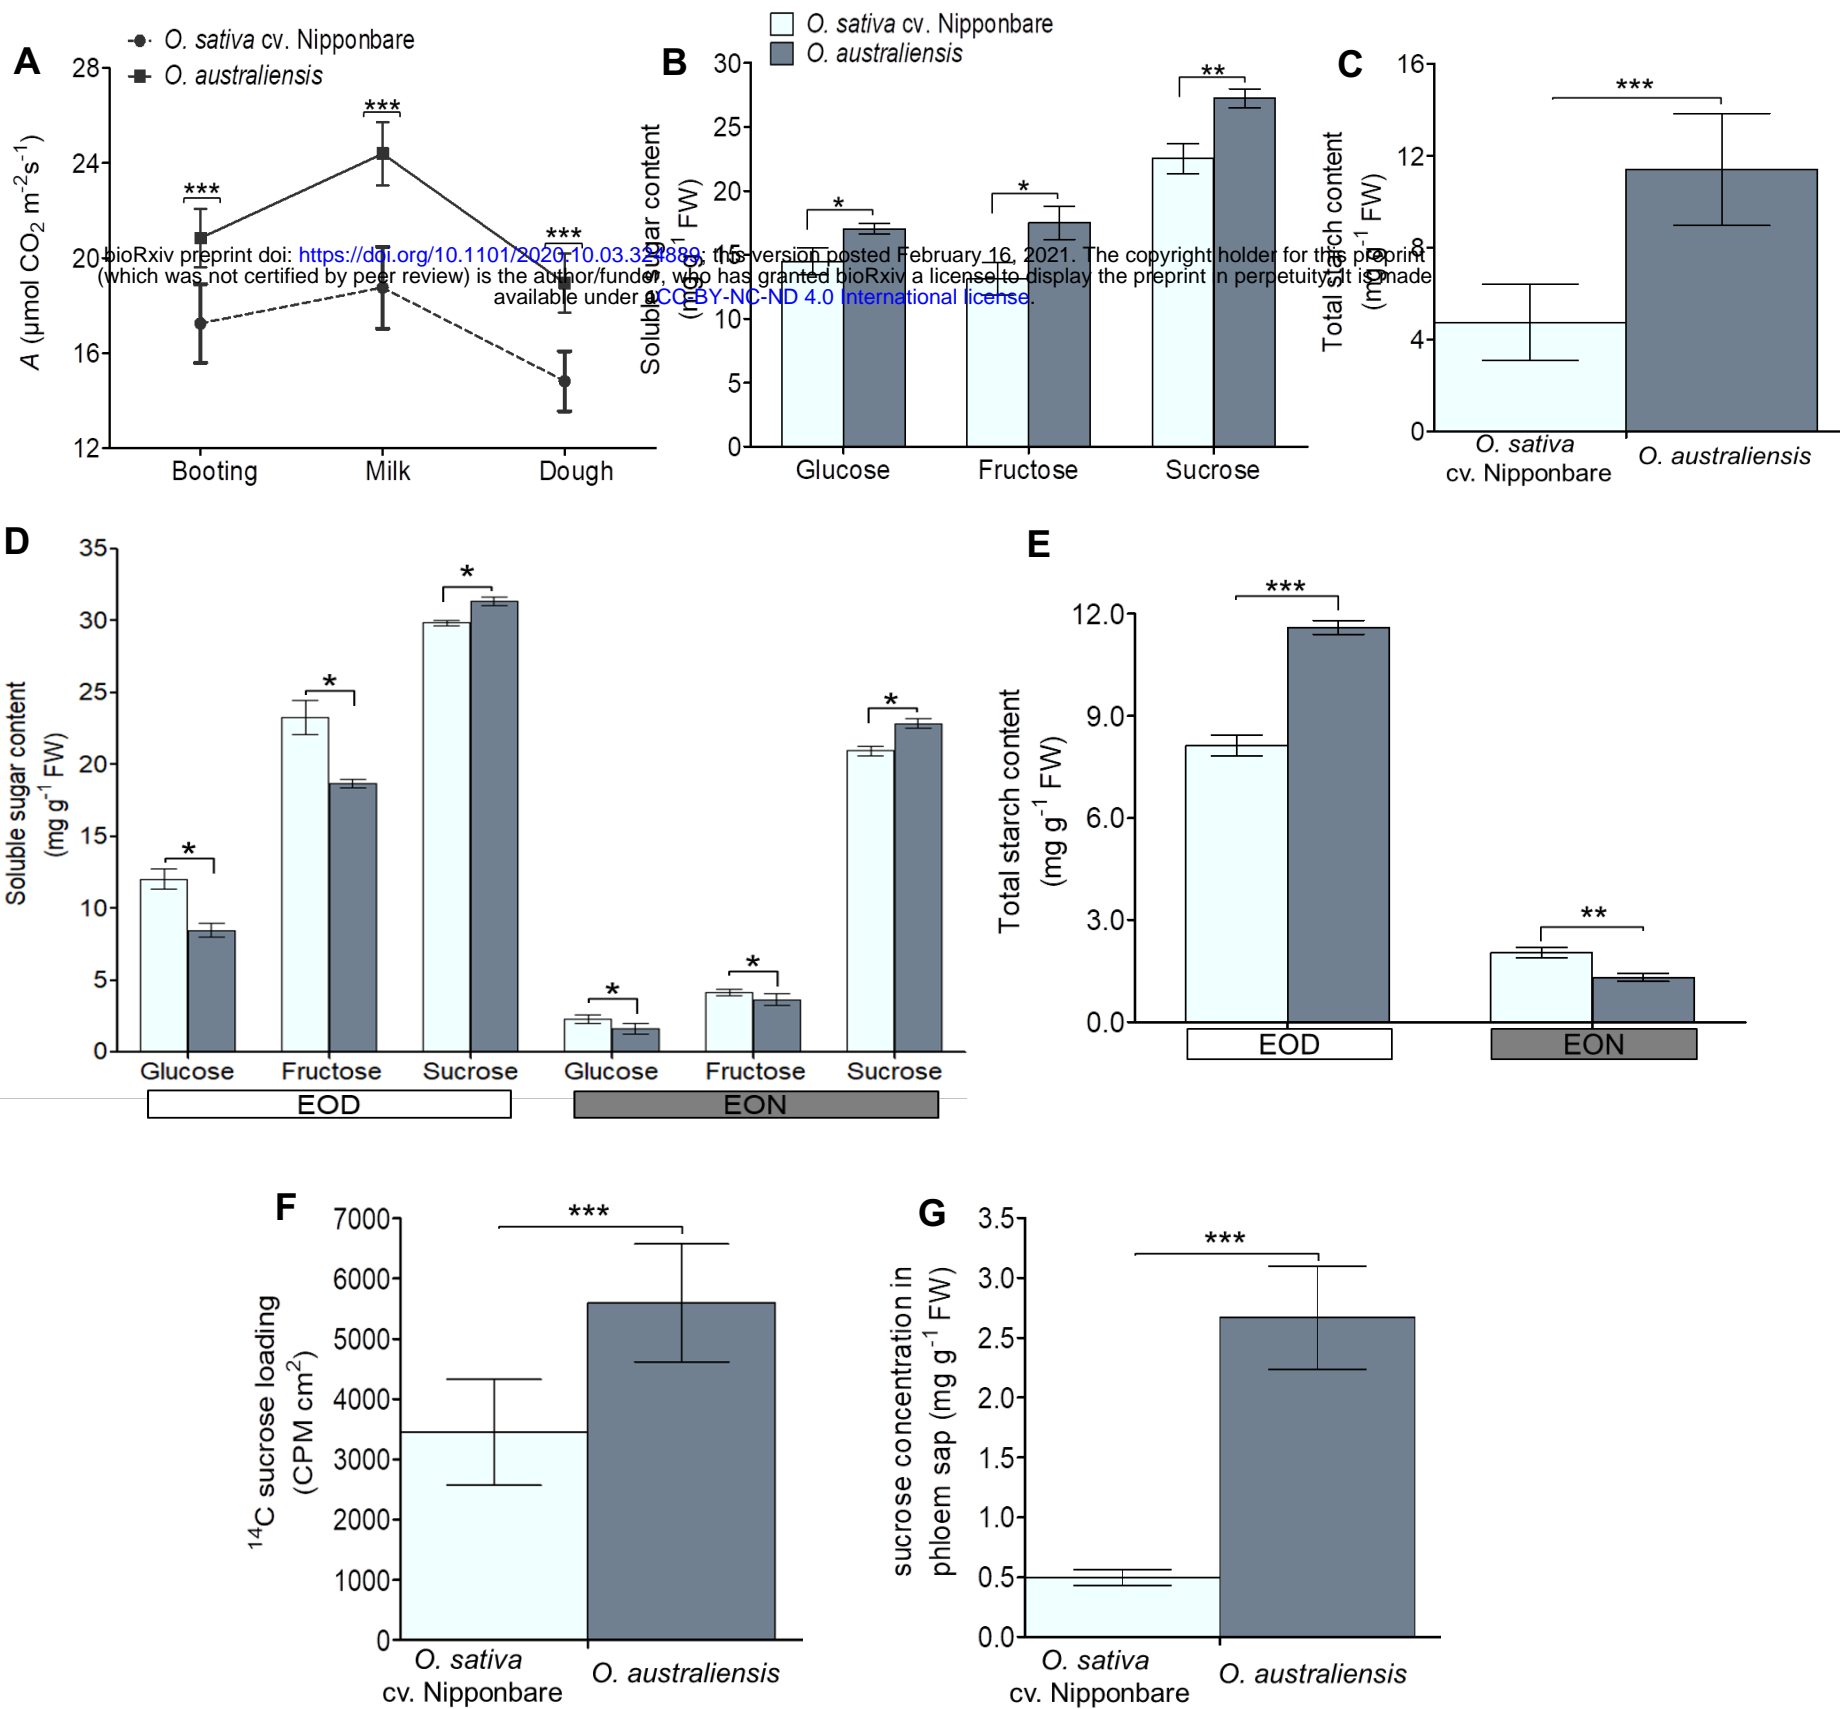 A
O. sativa cv. Nipponbare
O. australiensis
28
24
20
16
12
A (μmol CO2 m-2s-1)
***
***
***
Booting
Milk
Dough
B
O. sativa cv. Nipponbare
O. australiensis
30
25
20
15
10
5
0
Soluble sugar content
(mg g-1 FW)
*
*
**
Glucose
Fructose
Sucrose
C
16
12
8
4
0
Total starch content
(mg g-1 FW)
***
O. sativa
cv. Nipponbare
O. australiensis
bioRxiv preprint doi: https://doi.org/10.1101/2020.10.03.324889; this version posted February 16, 2021. The copyright holder for this preprint
(which was not certified by peer review) is the author/funder, who has granted bioRxiv a license to display the preprint in perpetuity. It is made
available under aCC-BY-NC-ND 4.0 International license.
D
35
30
25
20
15
10
5
0
Soluble sugar content
(mg g-1 FW)
*
*
*
*
*
*
Glucose
Fructose
Sucrose
Glucose
Fructose
Sucrose
EOD
EON
E
12.0
9.0
6.0
3.0
0.0
Total starch content
(mg g-1 FW)
***
**
EOD
EON
F
7000
6000
5000
4000
3000
2000
1000
0
14C sucrose loading
(CPM cm2)
***
O. sativa
cv. Nipponbare
O. australiensis
G
3.5
3.0
2.5
2.0
1.5
1.0
0.5
0.0
sucrose concentration in
phloem sap (mg g-1 FW)
***
O. sativa
cv. Nipponbare
O. australiensis